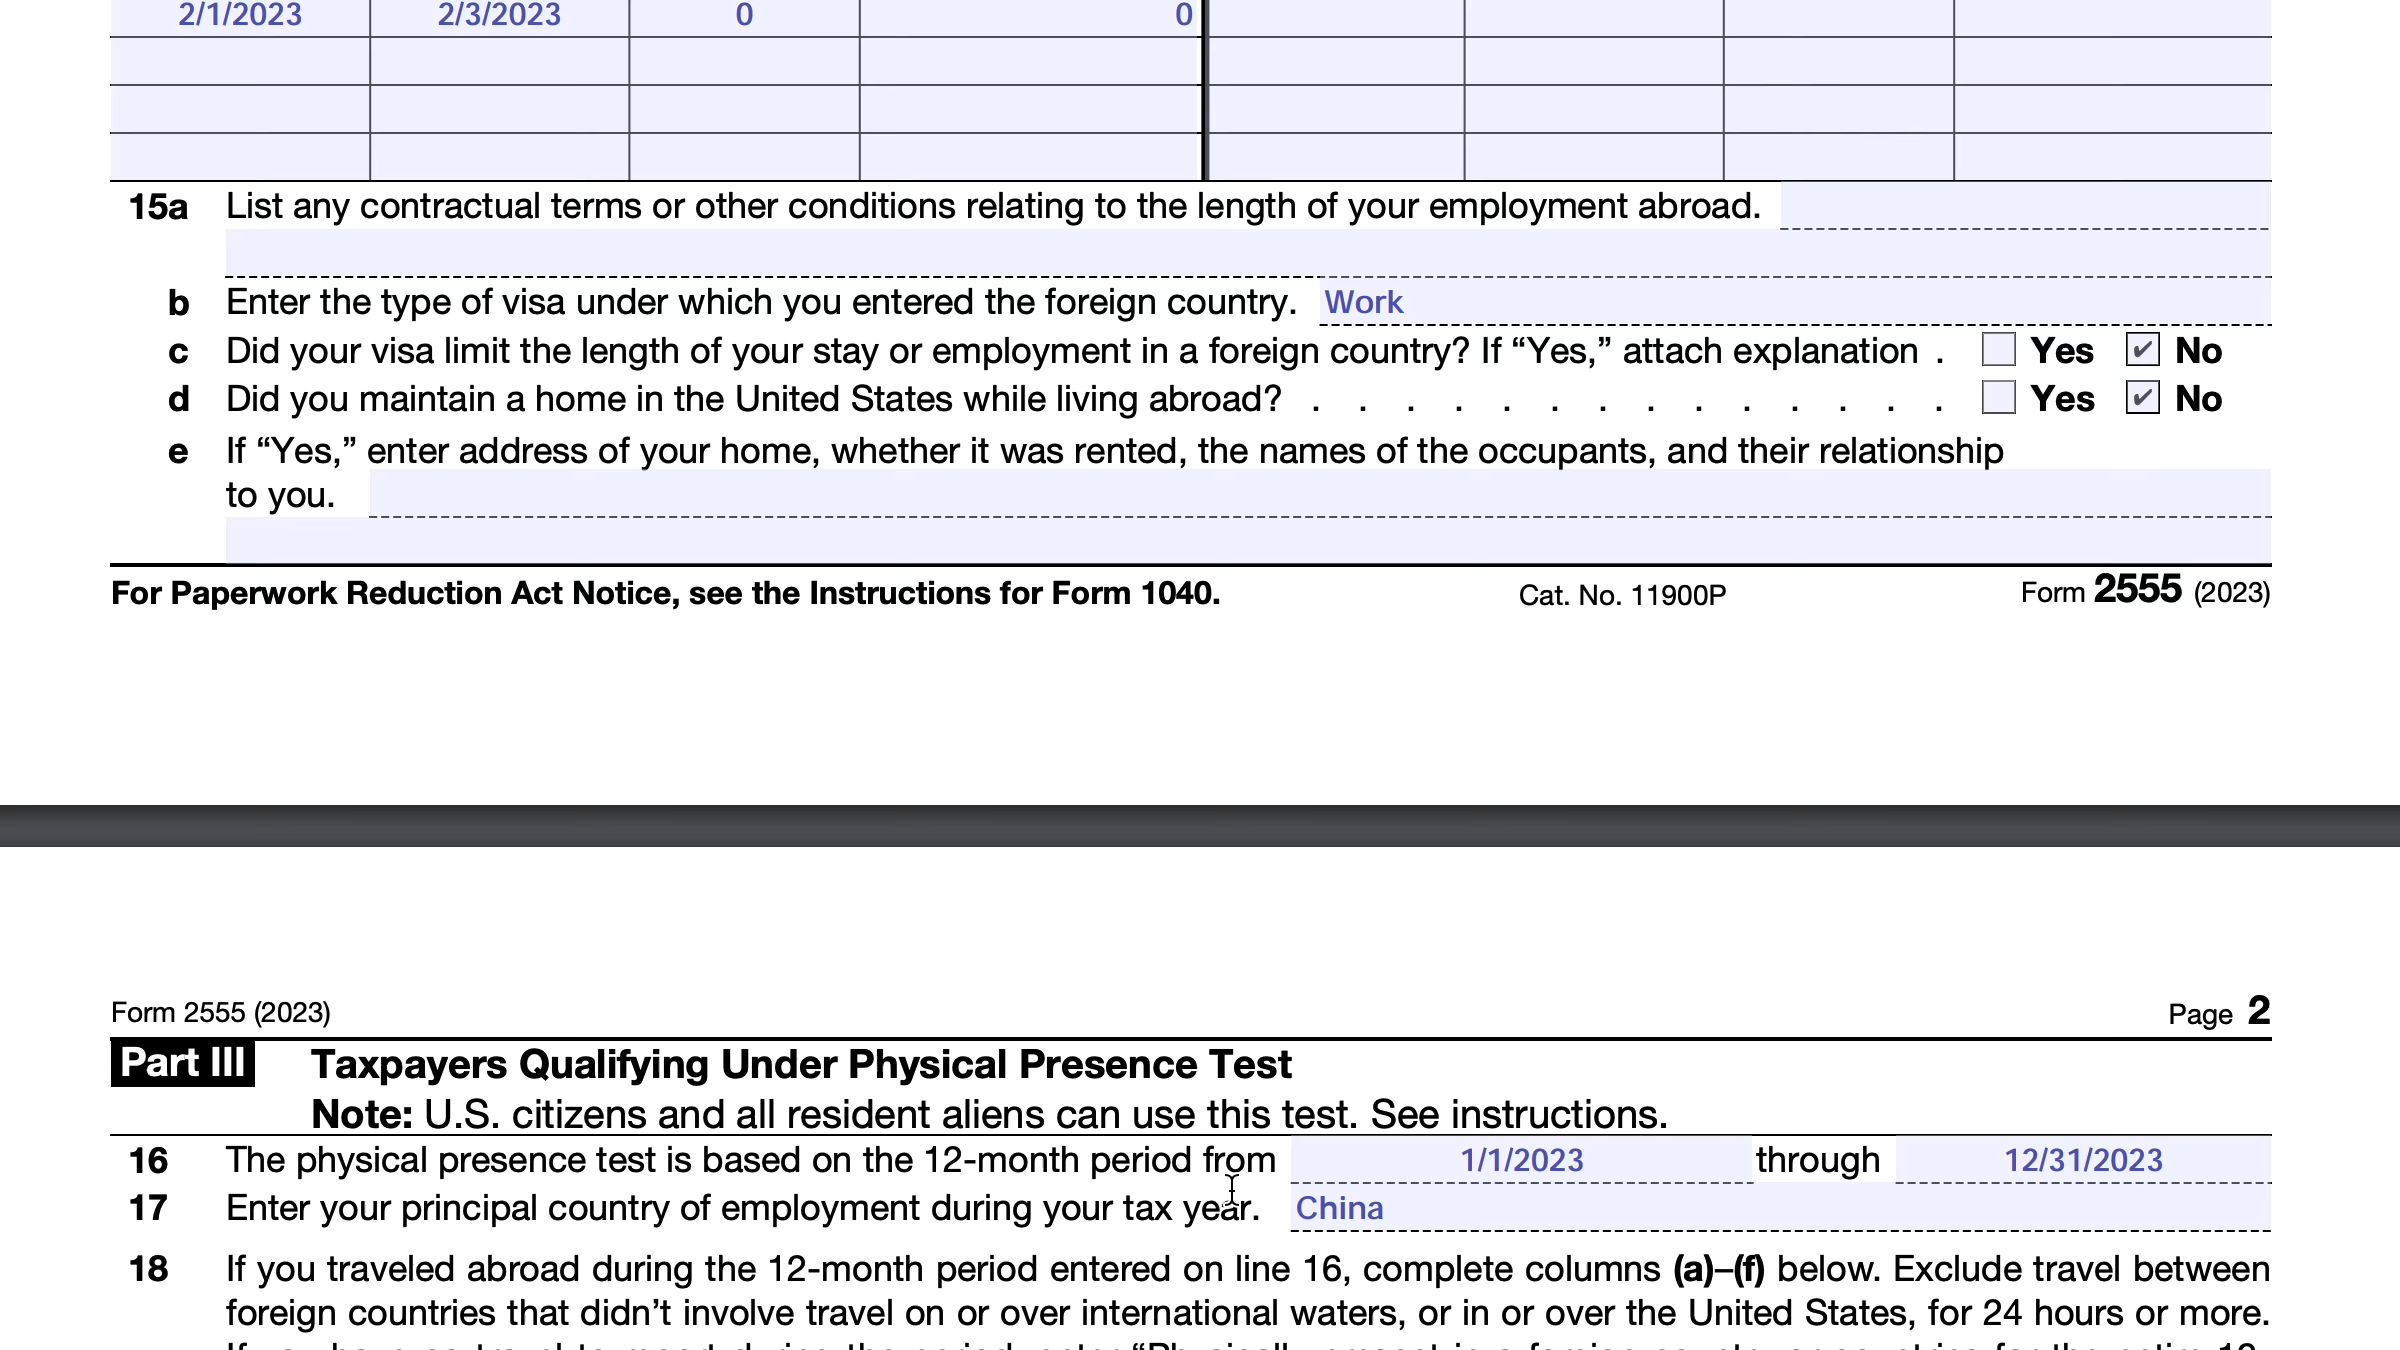 2/1/2023 2/3/2023 0 0
15a List any contractual terms or other conditions relating to the length of your employment abroad.
b Enter the type of visa under which you entered the foreign country. Work
c Did your visa limit the length of your stay or employment in a foreign country? If “Yes,” attach explanation . Yes ✔ No
d Did you maintain a home in the United States while living abroad? . . . . . . . . . . . . . . Yes ✔ No
e If “Yes,” enter address of your home, whether it was rented, the names of the occupants, and their relationship
to you.
For Paperwork Reduction Act Notice, see the Instructions for Form 1040. Cat. No. 11900P Form 2555 (2023)
Form 2555 (2023) Page 2
Part III Taxpayers Qualifying Under Physical Presence Test
Note: U.S. citizens and all resident aliens can use this test. See instructions.
16 The physical presence test is based on the 12-month period from 1/1/2023 through 12/31/2023
17 Enter your principal country of employment during your tax year. China
18 If you traveled abroad during the 12-month period entered on line 16, complete columns (a)–(f) below. Exclude travel between
foreign countries that didn’t involve travel on or over international waters, or in or over the United States, for 24 hours or more.